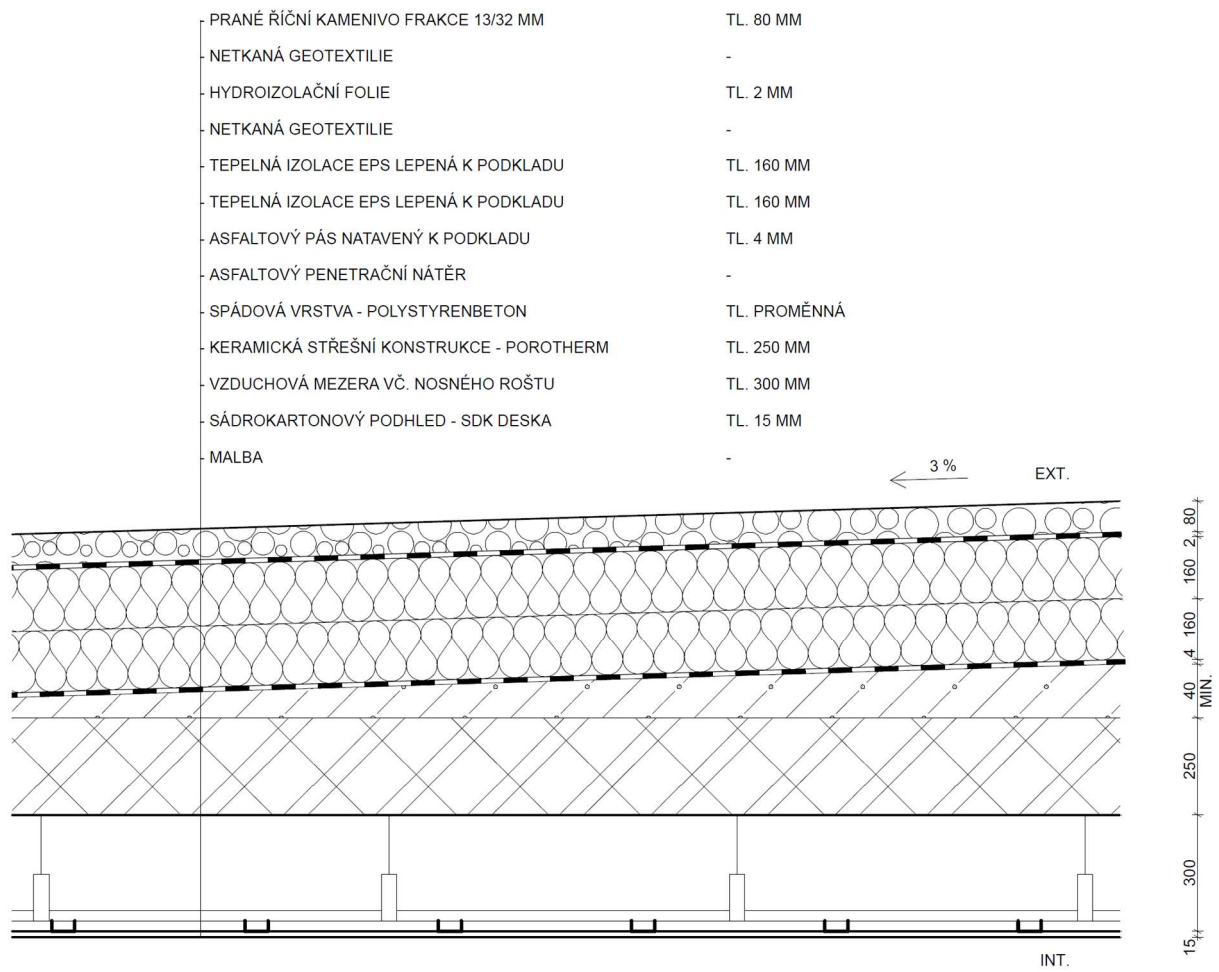 - PRANÉ ŘÍČNÍ KAMENIVO FRAKCE 13/32 MM TL. 80 MM
- NETKANÁ GEOTEXTILIE -
- HYDROIZOLAČNÍ FOLIE TL. 2 MM
- NETKANÁ GEOTEXTILIE -
- TEPELNÁ IZOLACE EPS LEPENÁ K PODKLADU TL. 160 MM
- TEPELNÁ IZOLACE EPS LEPENÁ K PODKLADU TL. 160 MM
- ASFALTOVÝ PÁS NATAVENÝ K PODKLADU TL. 4 MM
- ASFALTOVÝ PENETRAČNÍ NÁTĚR -
- SPÁDOVÁ VRSTVA - POLYSTYRENBETON TL. PROMĚNNÁ
- KERAMICKÁ STŘEŠNÍ KONSTRUKCE - POROTHERM TL. 250 MM
- VZDUCHOVÁ MEZERA VČ. NOSNÉHO ROŠTU TL. 300 MM
- SÁDROKARTONOVÝ PODHLED - SDK DESKA TL. 15 MM
- MALBA -
3 %
EXT.
80
2
160
160
4
40
MIN.
250
300
15
INT.